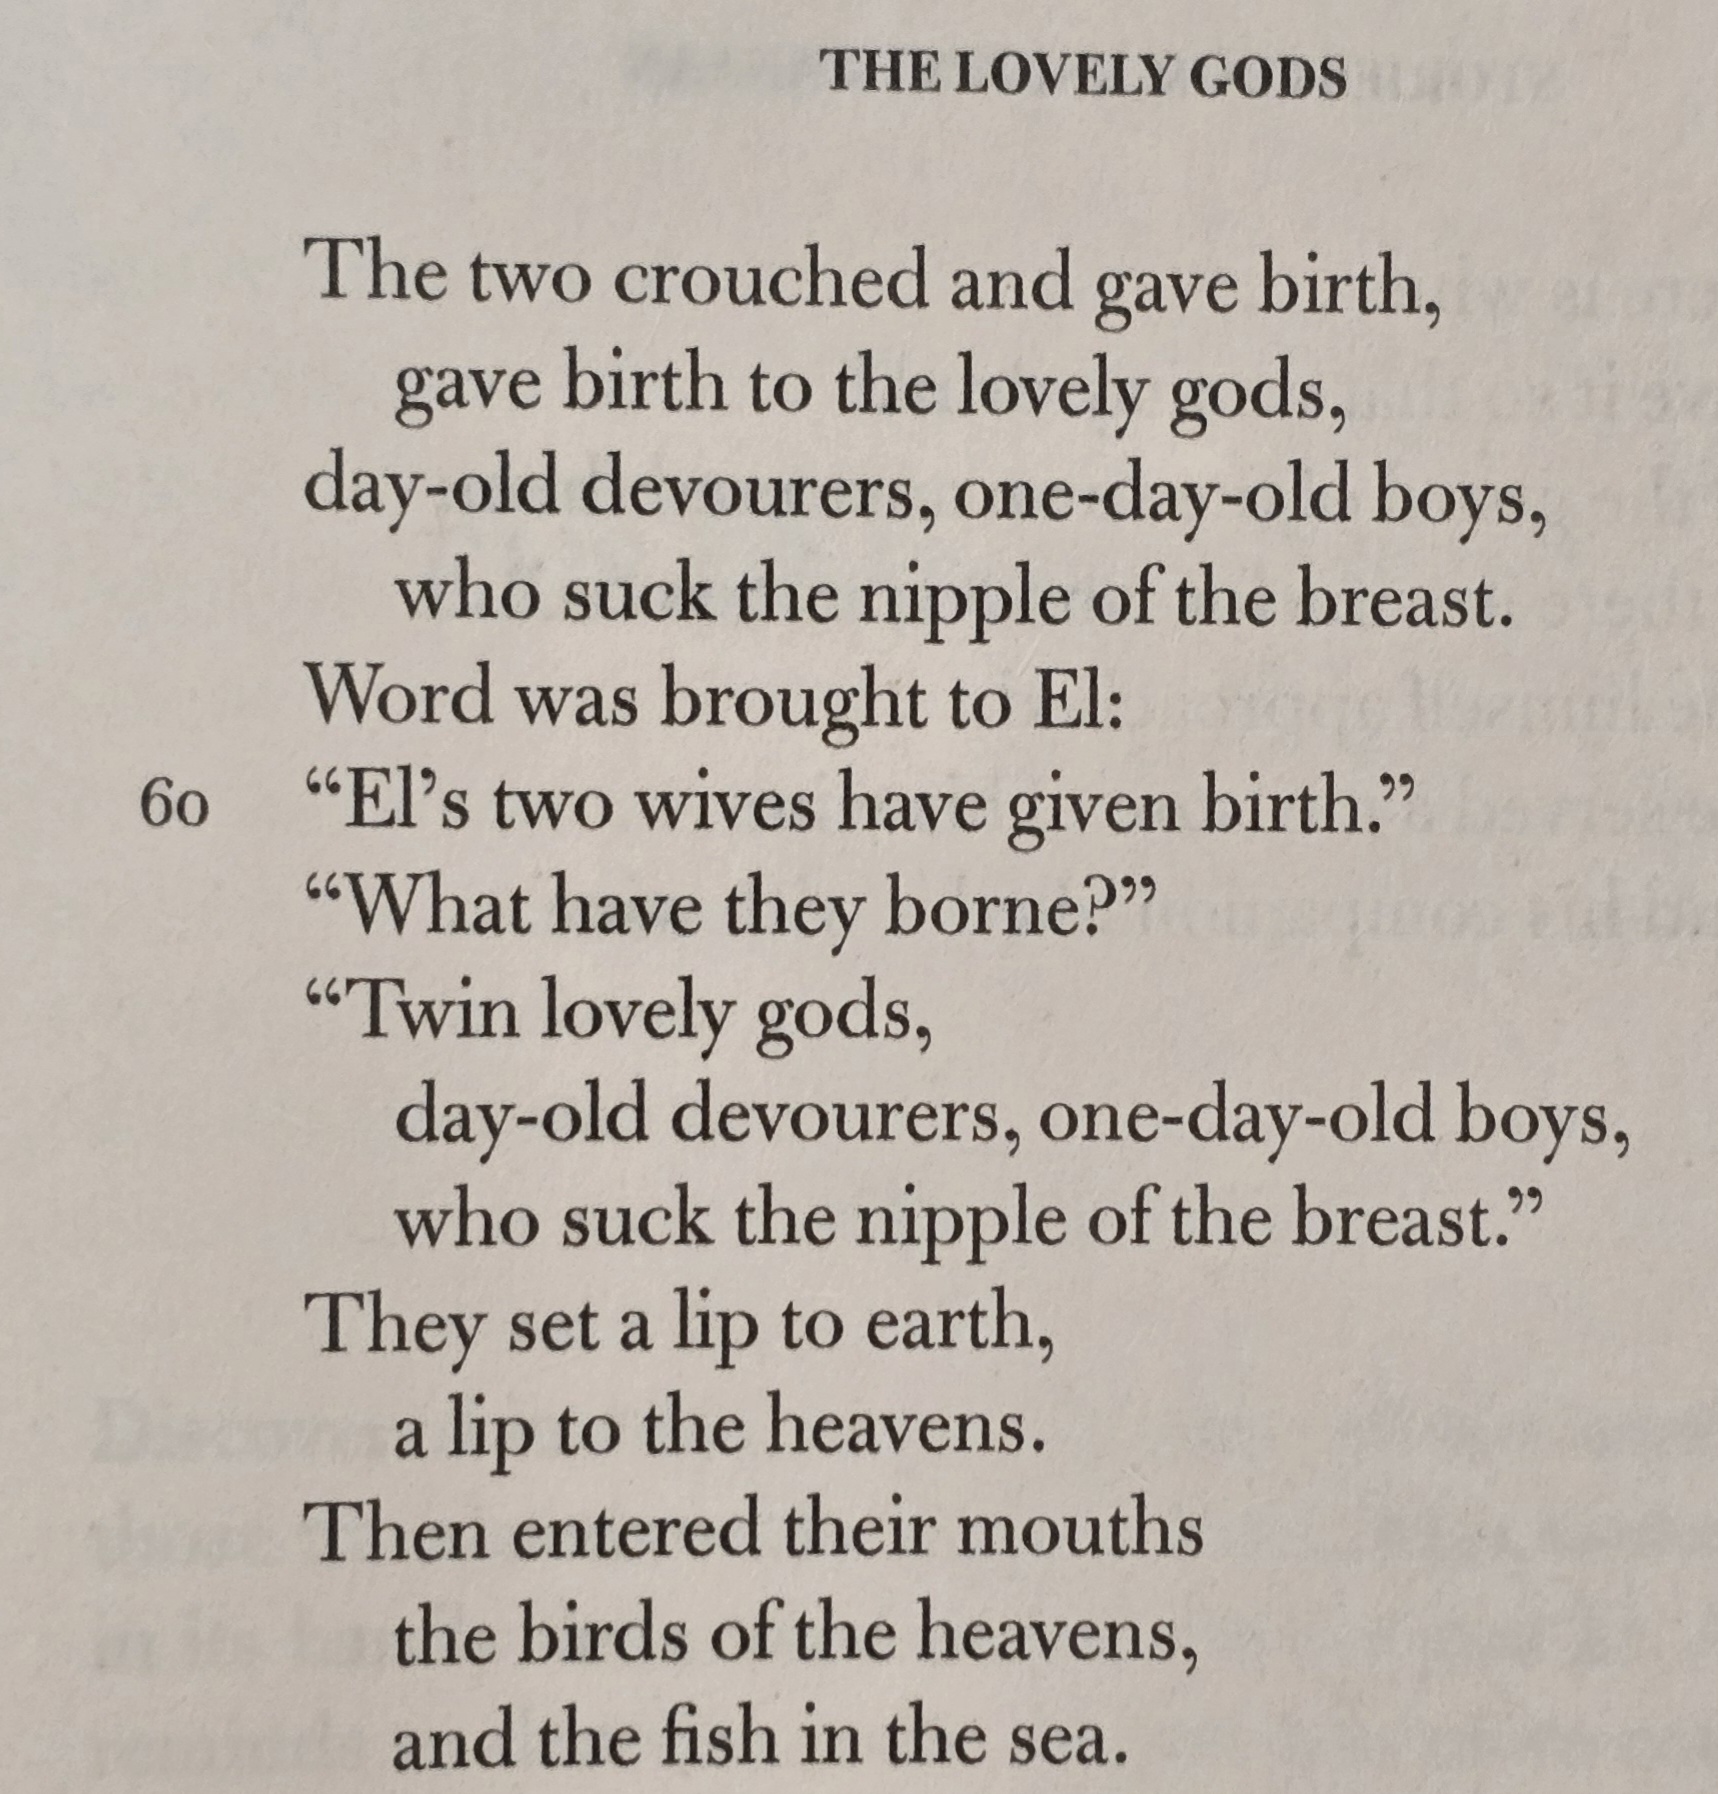 THE LOVELY GODS
The two crouched and gave birth,
gave birth to the lovely gods,
day-old devourers, one-day-old boys,
who suck the nipple of the breast.
Word was brought to El:
60 “El’s two wives have given birth.”
“What have they borne?”
“Twin lovely gods,
day-old devourers, one-day-old boys,
who suck the nipple of the breast.”
They set a lip to earth,
a lip to the heavens.
Then entered their mouths
the birds of the heavens,
and the fish in the sea.